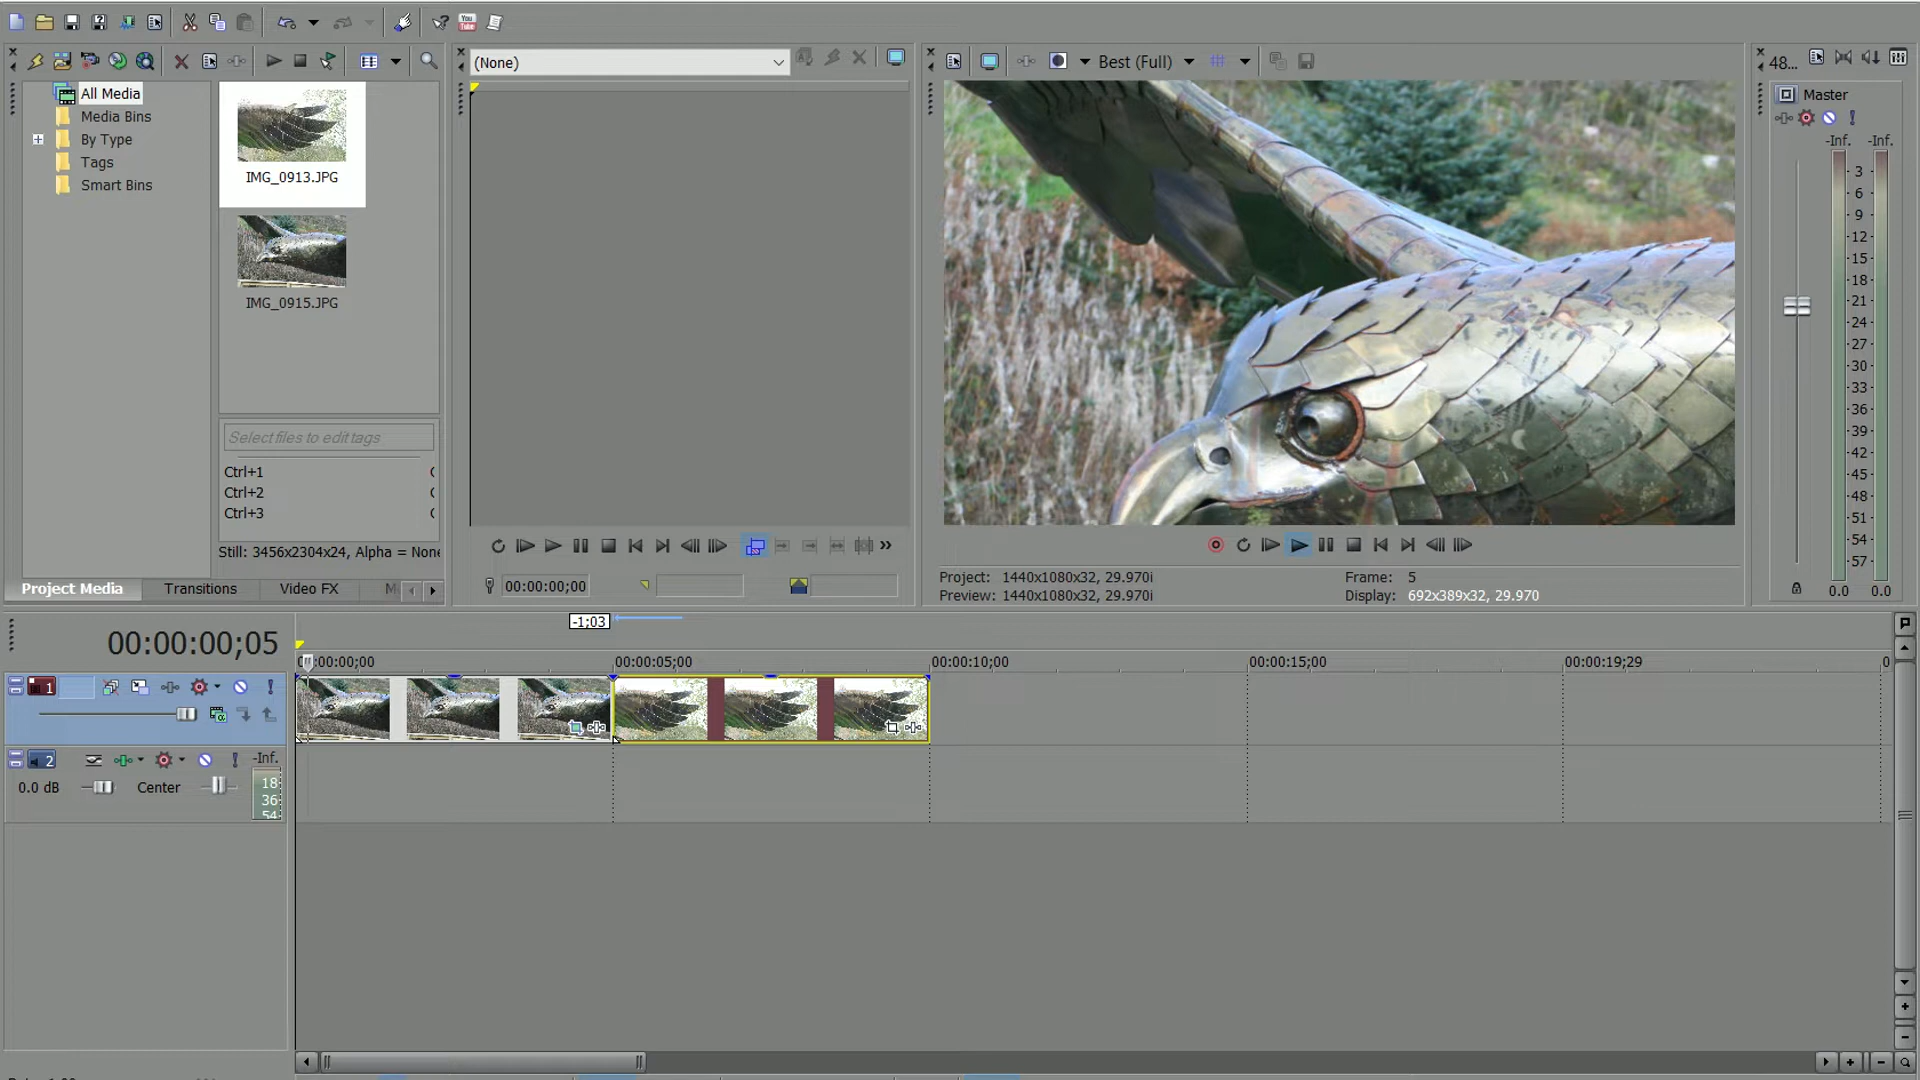 You
Tube
(None)
Best (Full)
48...
All Media
Media Bins
By Type
Tags
Smart Bins
IMG_0913.JPG
IMG_0915.JPG
Select files to edit tags
Ctrl+1
Ctrl+2
Ctrl+3
Still: 3456x2304x24, Alpha = None
Project Media
Transitions
Video FX
M
00:00:00;00
Project: 1440x1080x32, 29.970i
Preview: 1440x1080x32, 29.970i
Frame: 5
Display: 692x389x32, 29.970
Master
-Inf. -Inf.
3
6
9
12
15
18
21
24
27
30
33
36
39
42
45
48
51
54
57
0.0 0.0
-1;03
00:00:00;05
:00:00;00
00:00:05;00
00:00:10;00
00:00:15;00
00:00:19;29
0
1
2
-Inf.
0.0 dB
Center
18
36
54